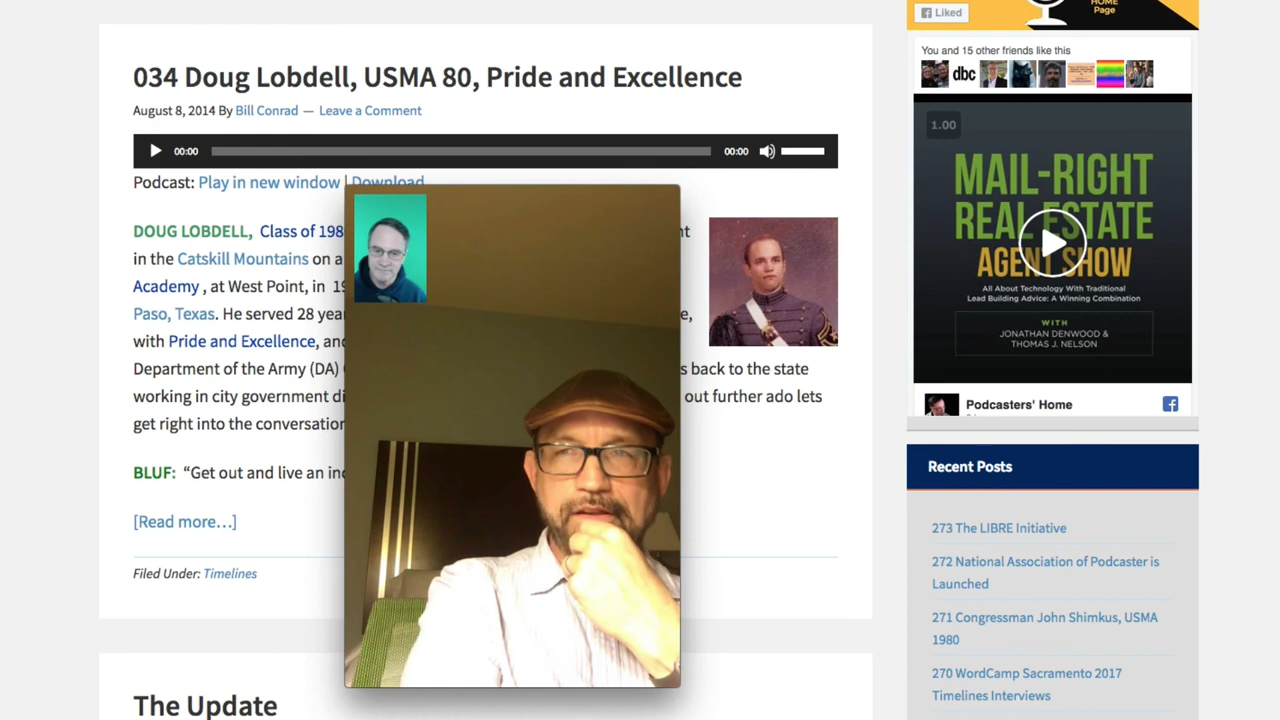 034 Doug Lobdell, USMA 80, Pride and Excellence
August 8, 2014 By Bill Conrad — Leave a Comment
00:00
00:00
Podcast: Play in new window | Download
DOUG LOBDELL, Class of 198
in the Catskill Mountains on a
Academy , at West Point, in 19
Paso, Texas. He served 28 yea
with Pride and Excellence, an
Department of the Army (DA) s back to the state
working in city government di out further ado lets
get right into the conversation
BLUF: “Get out and live an in
[Read more…]
Filed Under: Timelines
The Update
HOME
Page
Liked
You and 15 other friends like this
dbc
1.00
MAIL-RIGHT
REAL ESTATE
AGENT SHOW
All About Technology With Traditional
Lead Building Advice: A Winning Combination
WITH
JONATHAN DENWOOD &
THOMAS J. NELSON
Podcasters' Home
Recent Posts
273 The LIBRE Initiative
272 National Association of Podcaster is
Launched
271 Congressman John Shimkus, USMA
1980
270 WordCamp Sacramento 2017
Timelines Interviews